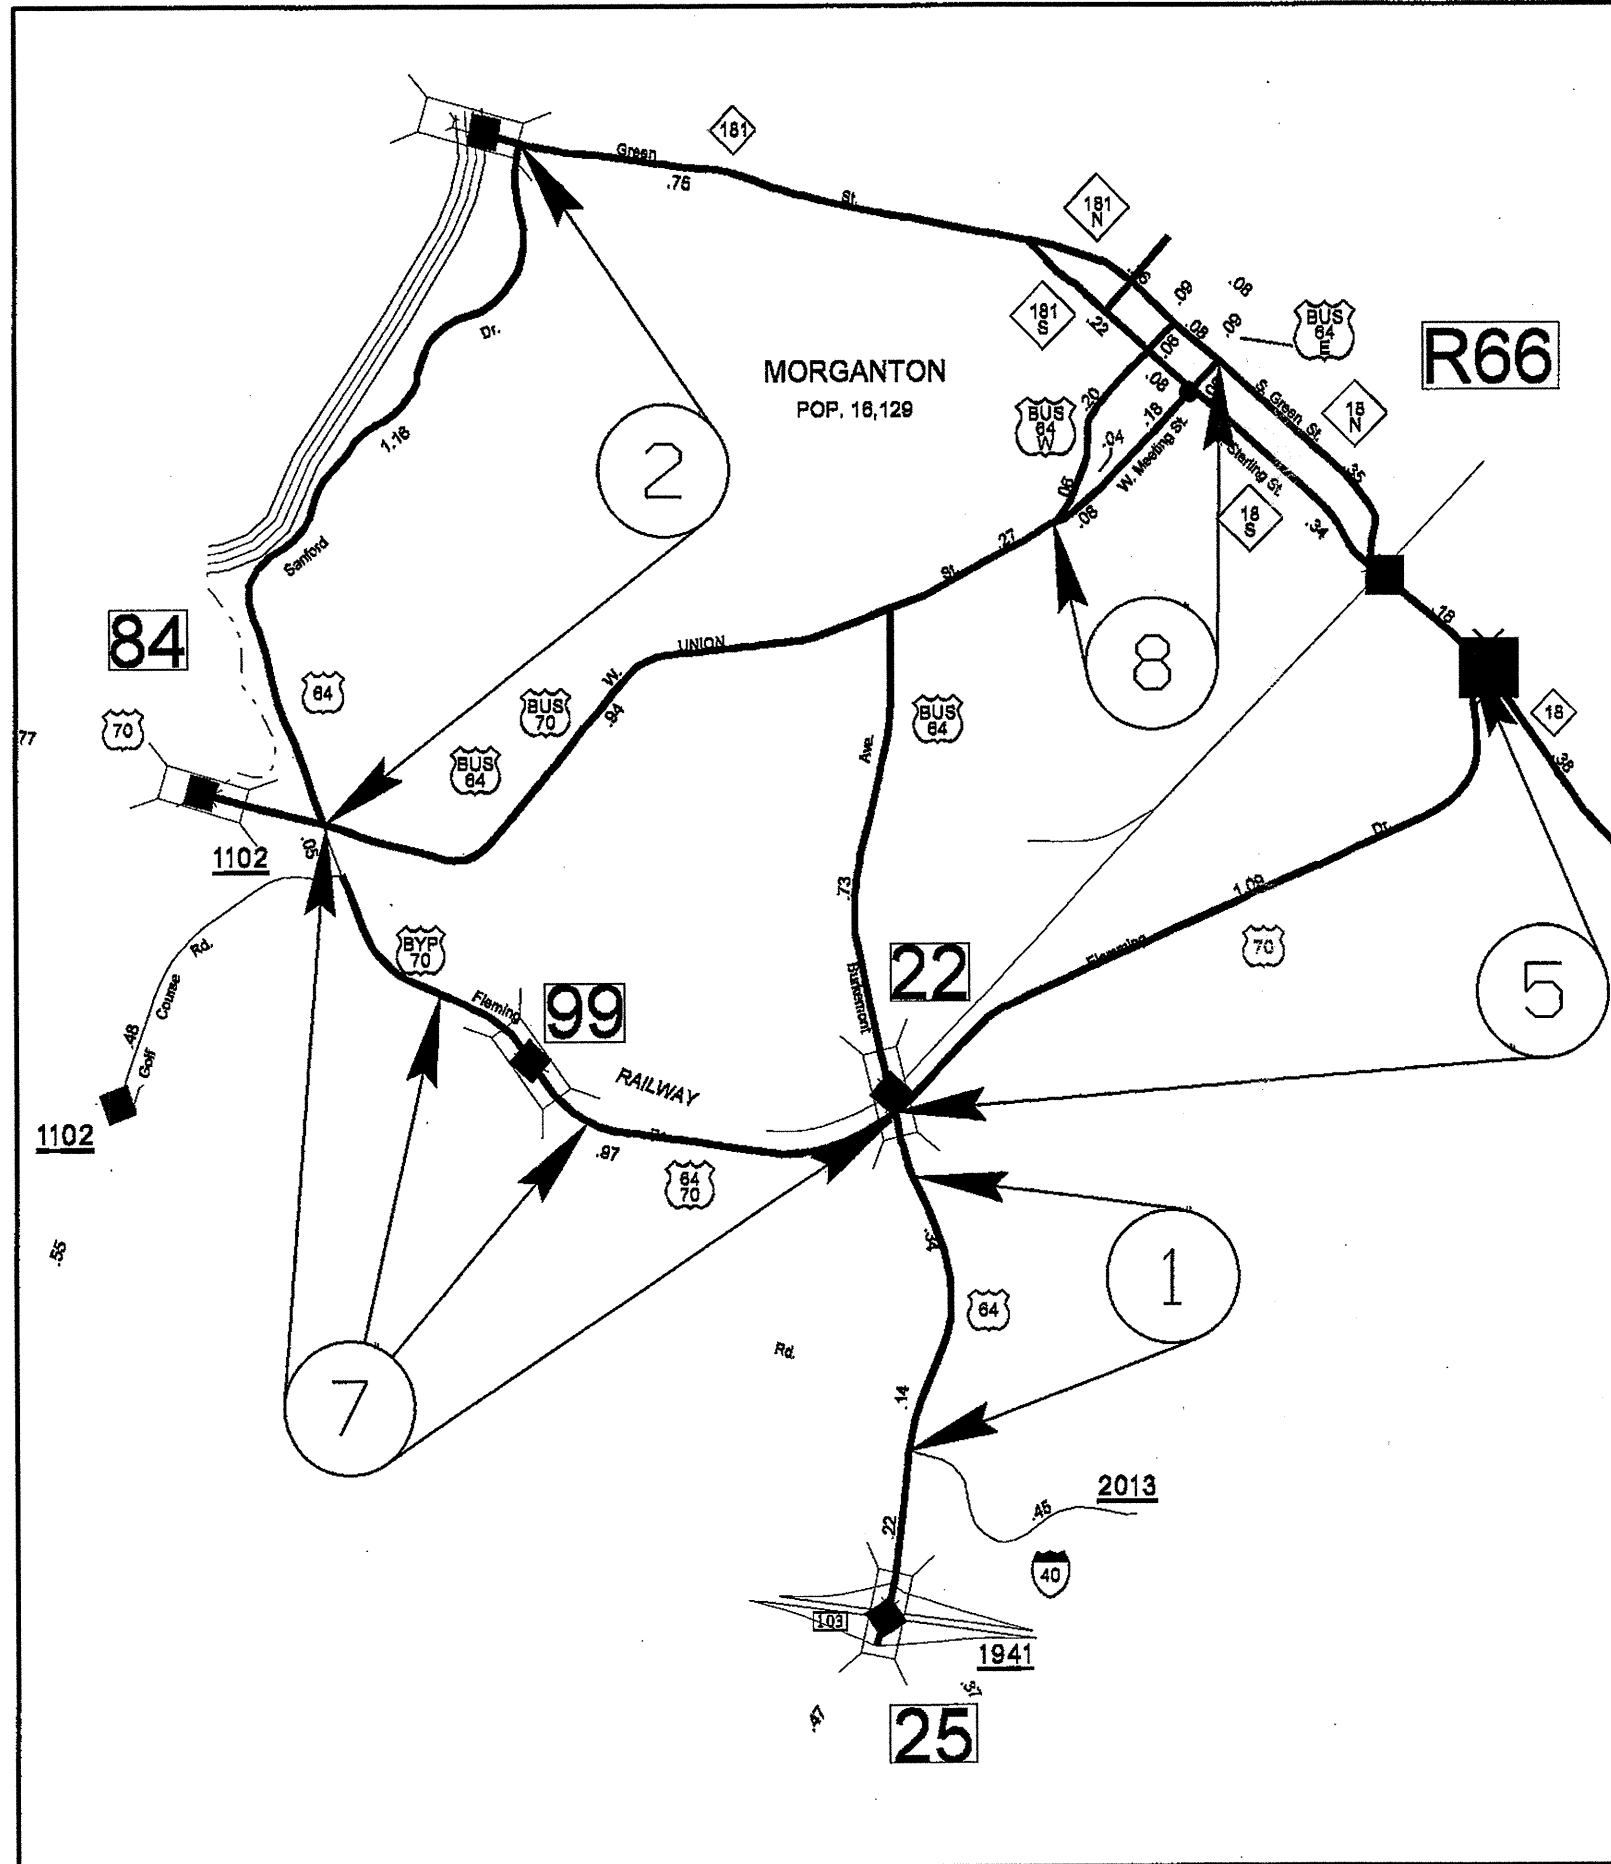 181
Green
.76
St.
181
N
.09
.08
181
S
.22
.08
.09
BUS
64
E
R66
MORGANTON
POP. 16,129
.06
.08
.20
BUS
64
W
.18
.04
W. Meeting St.
S. Green St.
18
N
.35
Sterling St.
18
S
.34
Dr.
2
1.16
Sanford
.06
.08
.27
St.
8
.18
84
64
UNION
W.
BUS
70
.94
BUS
64
BUS
64
Ave.
18
.38
77
70
.05
1102
Dr.
1.09
.73
Rd.
BYP
70
Course
.48
Golf
Fleming
99
22
Burkemont
Flemming
70
5
1102
RAILWAY
.97
64
70
.55
.34
1
64
Rd.
7
.14
2013
.45
.22
40
103
1941
.37
.47
25